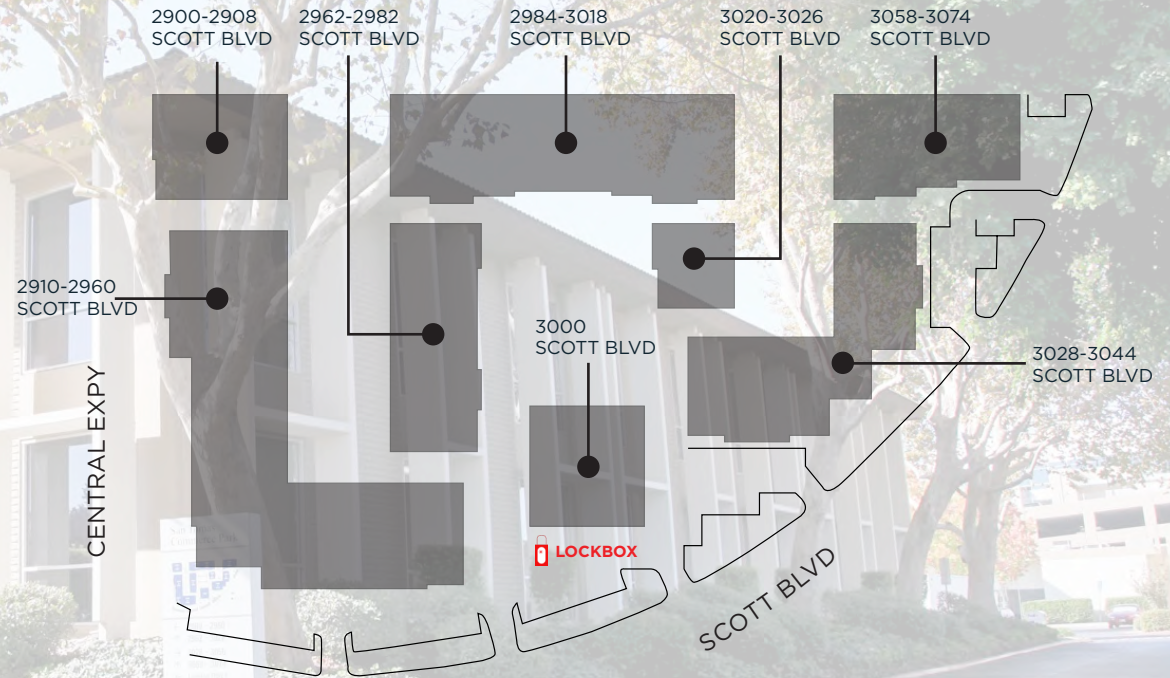 2900-2908
SCOTT BLVD
2962-2982
SCOTT BLVD
2984-3018
SCOTT BLVD
3020-3026
SCOTT BLVD
3058-3074
SCOTT BLVD
2910-2960
SCOTT BLVD
3000
SCOTT BLVD
3028-3044
SCOTT BLVD
CENTRAL EXPY
LOCKBOX
SCOTT BLVD